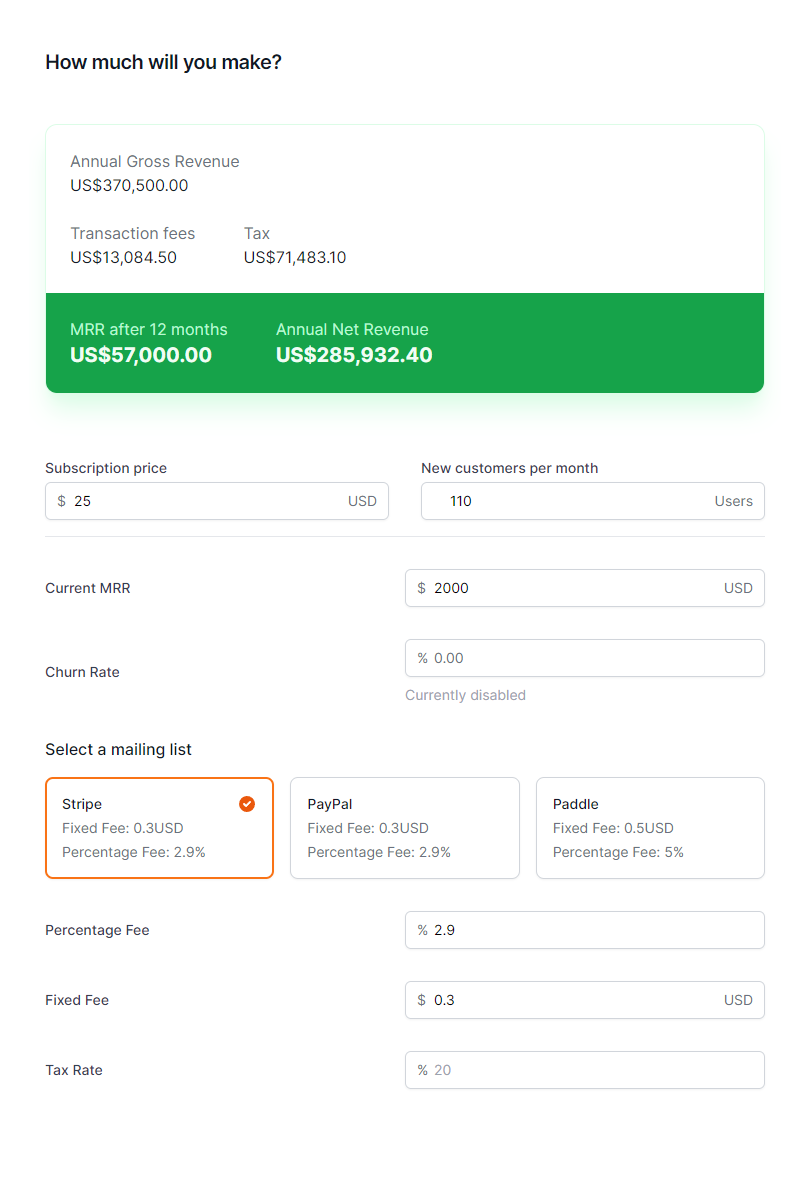 How much will you make?
Annual Gross Revenue
US$370,500.00
Transaction fees Tax
US$13,084.50 US$71,483.10
MRR after 12 months Annual Net Revenue
US$57,000.00 US$285,932.40
Subscription price New customers per month
$ 25 USD 110 Users
Current MRR $ 2000 USD
Churn Rate % 0.00
Currently disabled
Select a mailing list
Stripe PayPal Paddle
Fixed Fee: 0.3USD Fixed Fee: 0.3USD Fixed Fee: 0.5USD
Percentage Fee: 2.9% Percentage Fee: 2.9% Percentage Fee: 5%
Percentage Fee % 2.9
Fixed Fee $ 0.3 USD
Tax Rate % 20